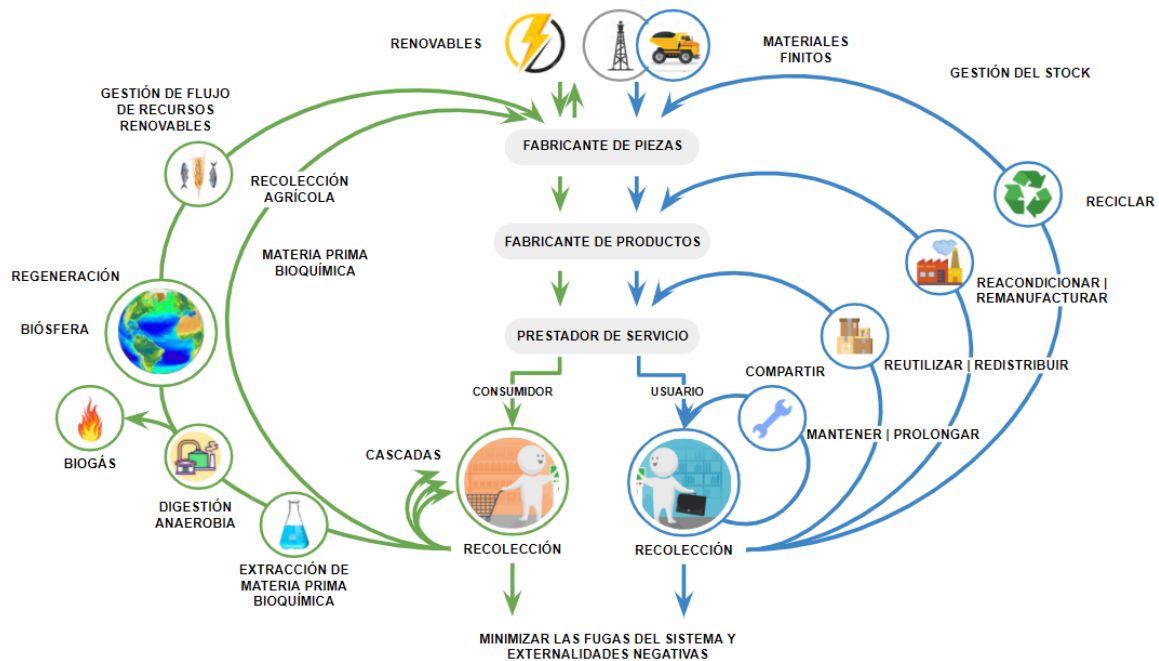 RENOVABLES
MATERIALES
FINITOS
GESTIÓN DEL STOCK
GESTIÓN DE FLUJO
DE RECURSOS
RENOVABLES
FABRICANTE DE PIEZAS
RECOLECCIÓN
AGRÍCOLA
RECICLAR
MATERIA PRIMA
BIOQUÍMICA
FABRICANTE DE PRODUCTOS
REGENERACIÓN
REACONDICIONAR |
REMANUFACTURAR
BIÓSFERA
PRESTADOR DE SERVICIO
COMPARTIR
REUTILIZAR | REDISTRIBUIR
CONSUMIDOR
USUARIO
MANTENER | PROLONGAR
BIOGÁS
CASCADAS
DIGESTIÓN
ANAEROBIA
RECOLECCIÓN
RECOLECCIÓN
EXTRACCIÓN DE
MATERIA PRIMA
BIOQUÍMICA
MINIMIZAR LAS FUGAS DEL SISTEMA Y
EXTERNALIDADES NEGATIVAS